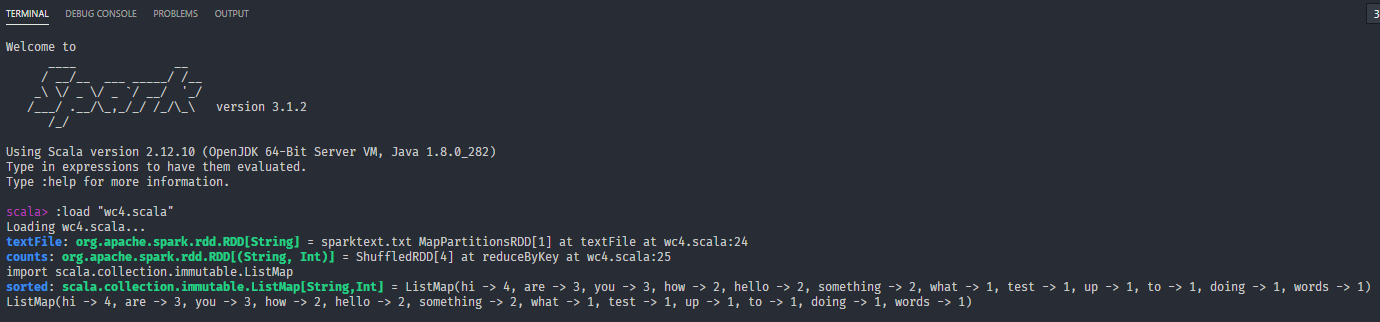 TERMINAL DEBUG CONSOLE PROBLEMS OUTPUT 3
Welcome to
      ____              __
     / __/__  ___ _____/ /__
    _\ \/ _ \/ _ `/ __/  '_/
   /___/ .__/\_,_/_/ /_/\_\   version 3.1.2
      /_/
Using Scala version 2.12.10 (OpenJDK 64-Bit Server VM, Java 1.8.0_282)
Type in expressions to have them evaluated.
Type :help for more information.
scala> :load "wc4.scala"
Loading wc4.scala...
textFile: org.apache.spark.rdd.RDD[String] = sparktext.txt MapPartitionsRDD[1] at textFile at wc4.scala:24
counts: org.apache.spark.rdd.RDD[(String, Int)] = ShuffledRDD[4] at reduceByKey at wc4.scala:25
import scala.collection.immutable.ListMap
sorted: scala.collection.immutable.ListMap[String,Int] = ListMap(hi -> 4, are -> 3, you -> 3, how -> 2, hello -> 2, something -> 2, what -> 1, test -> 1, up -> 1, to -> 1, doing -> 1, words -> 1)
ListMap(hi -> 4, are -> 3, you -> 3, how -> 2, hello -> 2, something -> 2, what -> 1, test -> 1, up -> 1, to -> 1, doing -> 1, words -> 1)